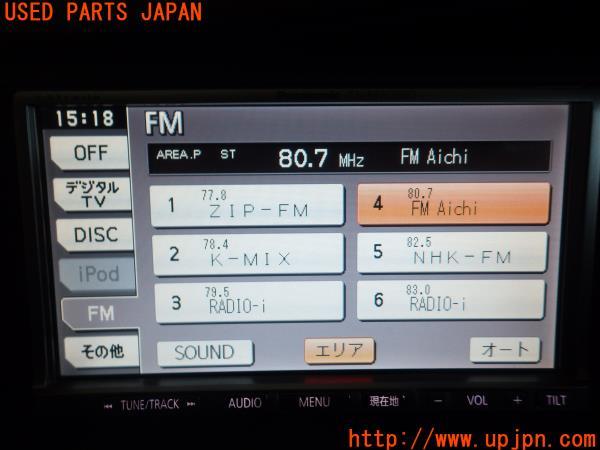 USED PARTS JAPAN
15:18
FM
OFF
AREA.P ST 80.7 MHz FM Aichi
デジタル
TV
1 77.8 ZIP-FM
4 80.7 FM Aichi
DISC
2 78.4 K-MIX
5 82.5 NHK-FM
iPod
3 79.5 RADIO-i
6 83.0 RADIO-i
FM
その他
SOUND
エリア
オート
TUNE/TRACK
AUDIO
MENU
現在地
- VOL +
TILT
http://www.upjpn.com